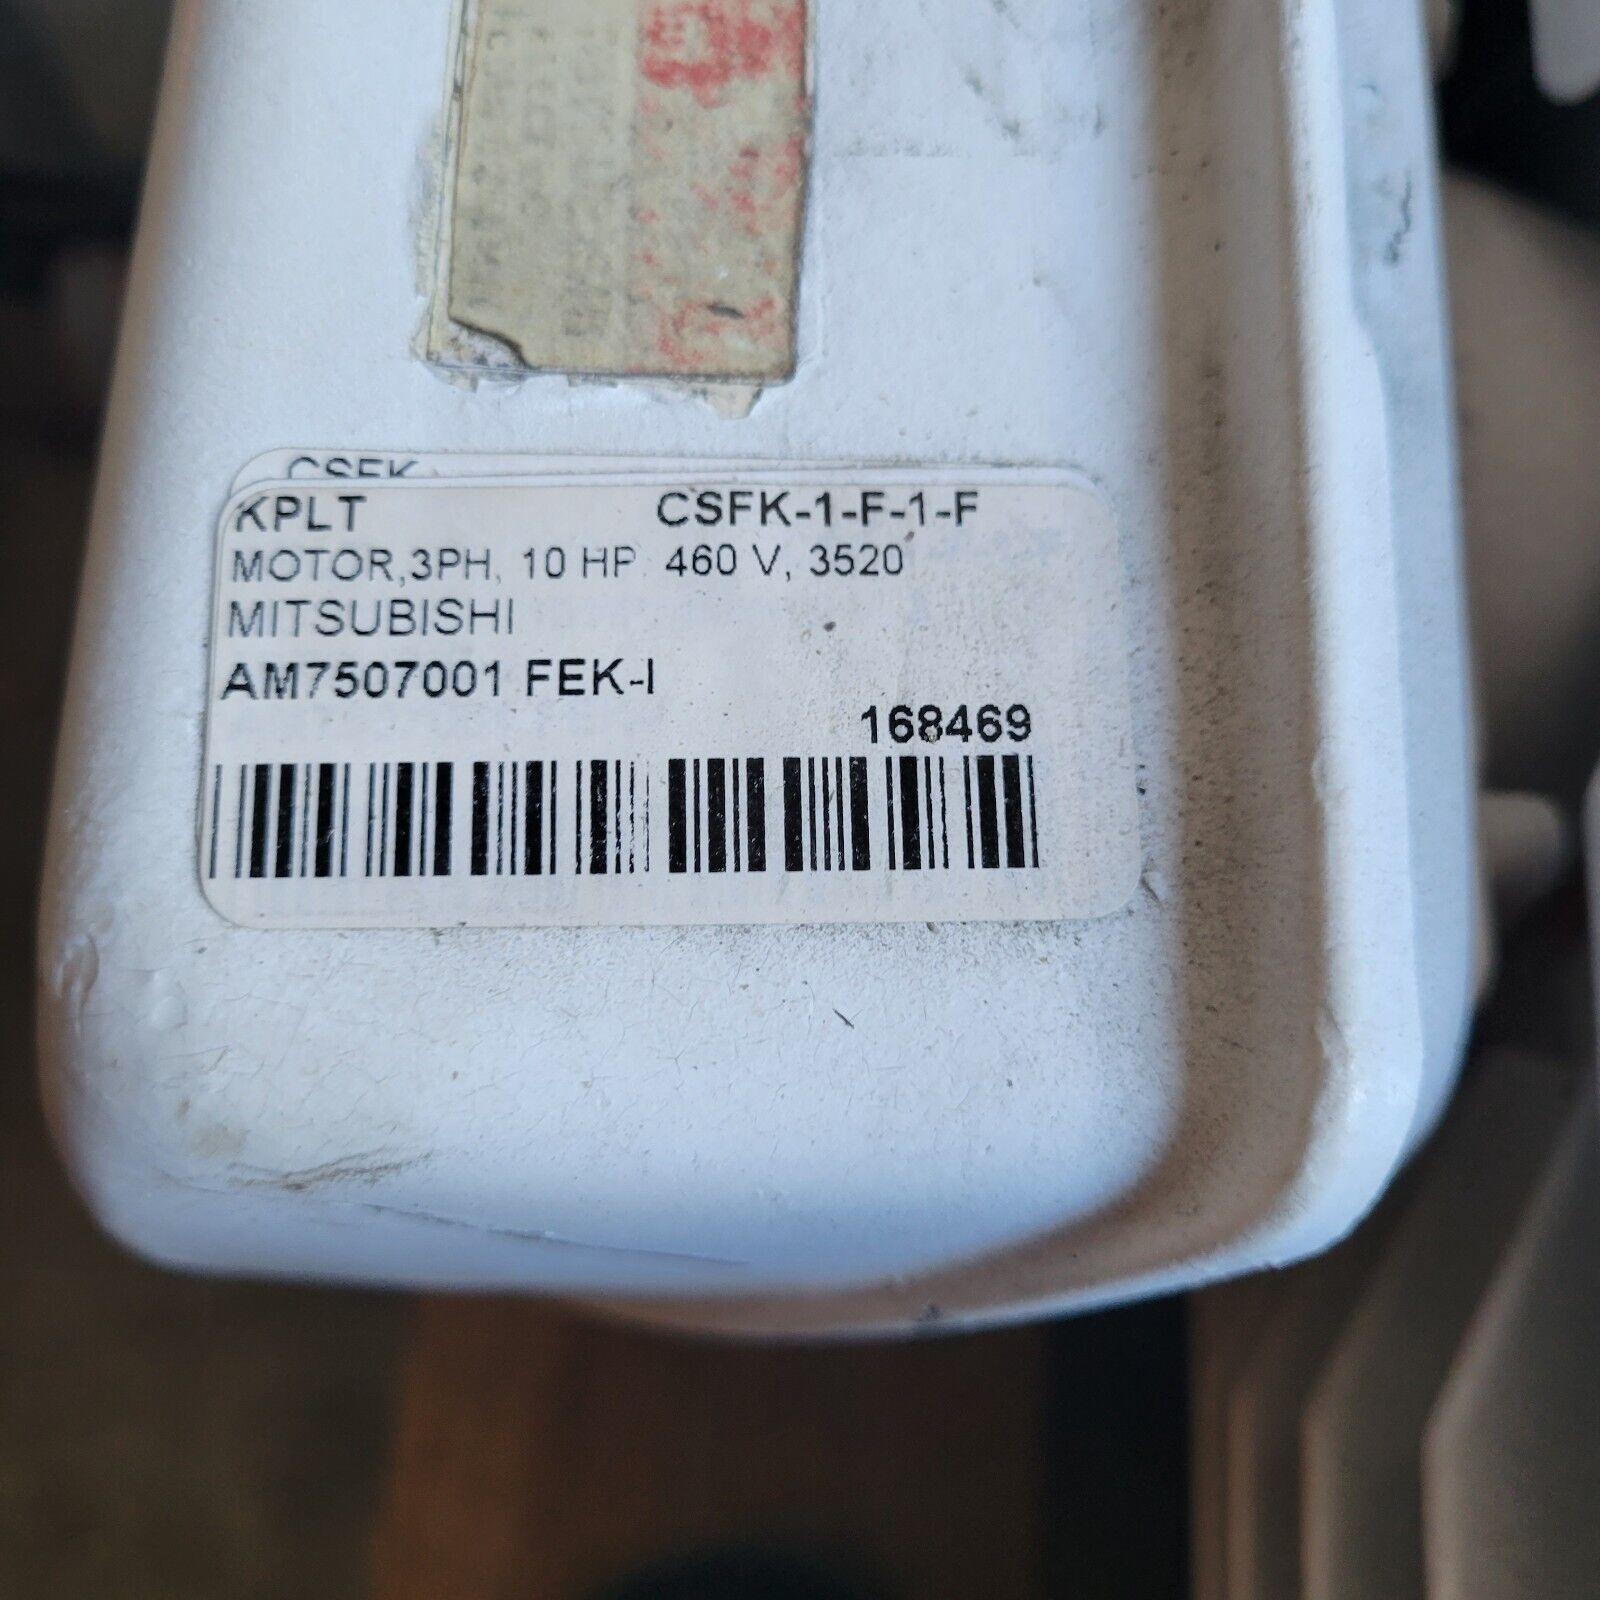 CSFK
KPLT CSFK-1-F-1-F
MOTOR,3PH, 10 HP 460 V, 3520
MITSUBISHI
AM7507001 FEK-I
168469